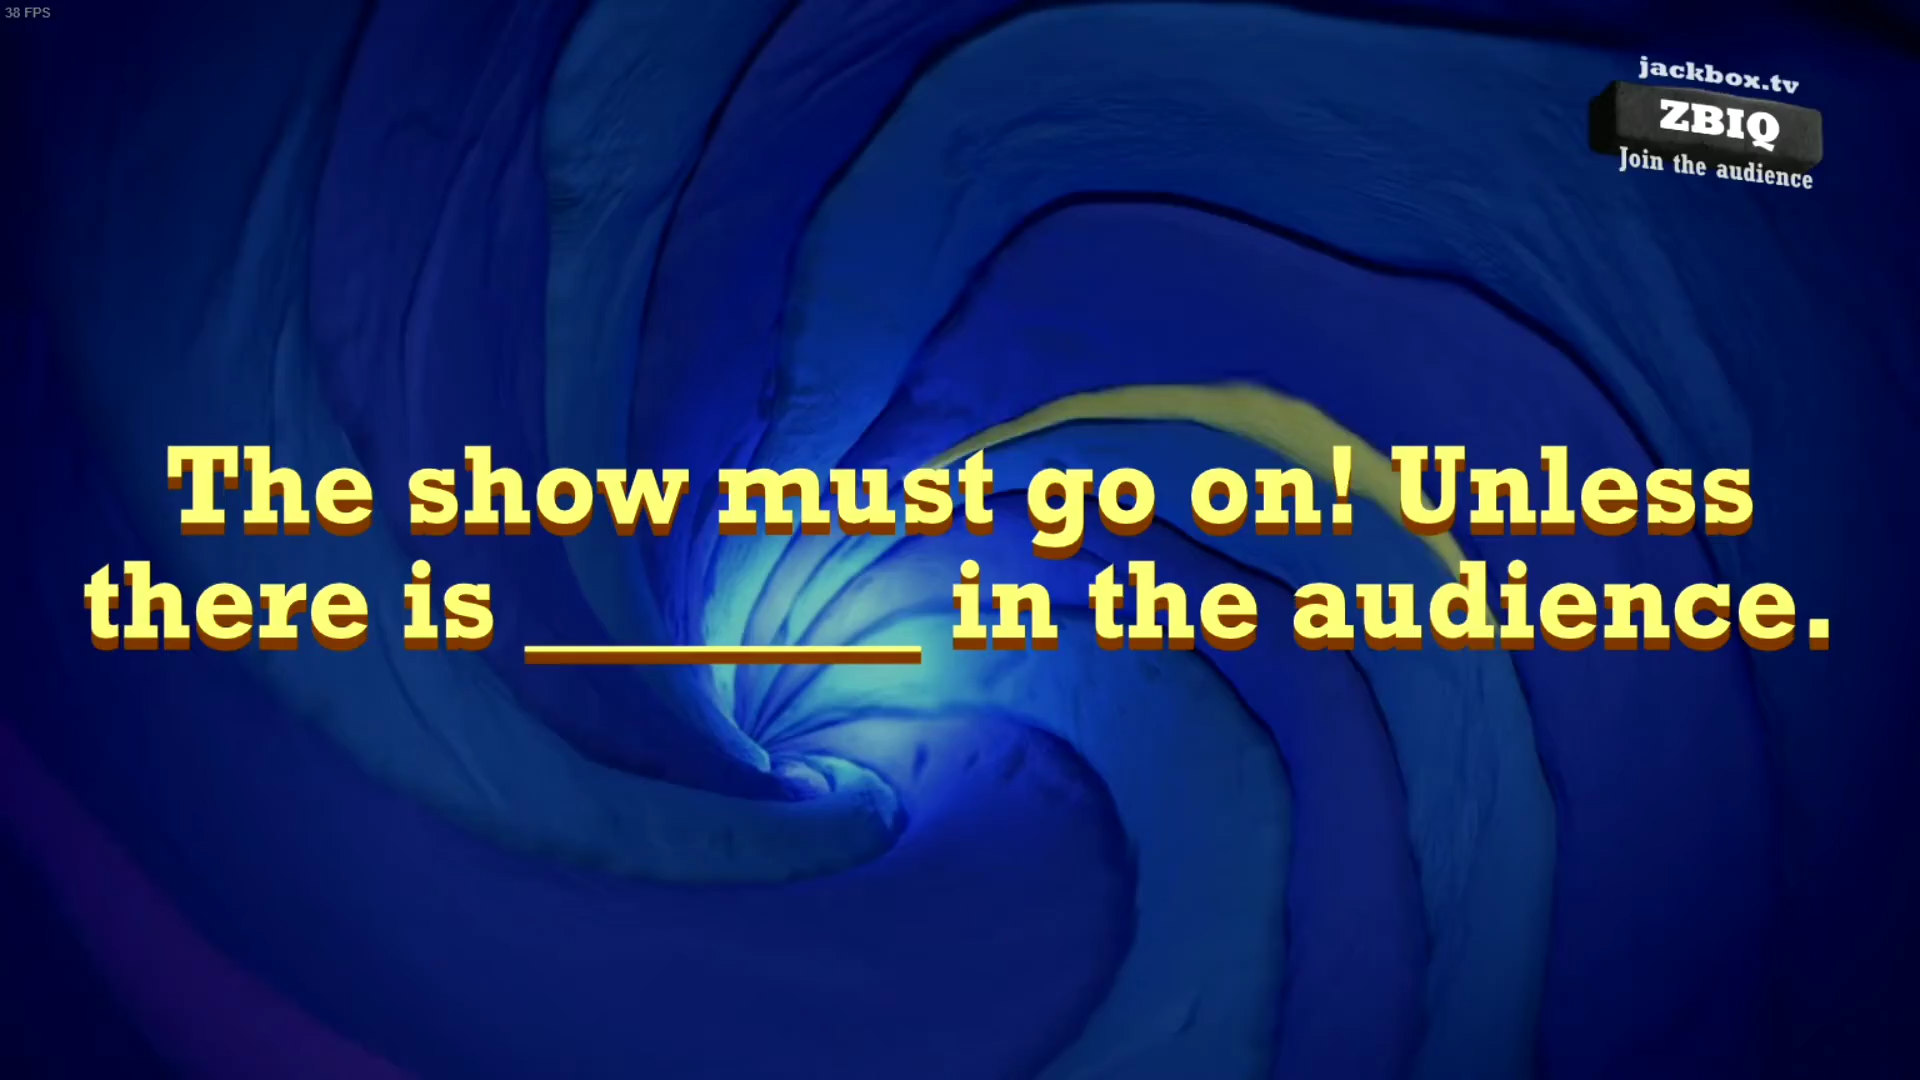 38 FPS
jackbox.tv
ZBIQ
Join the audience
The show must go on! Unless
there is ________ in the audience.